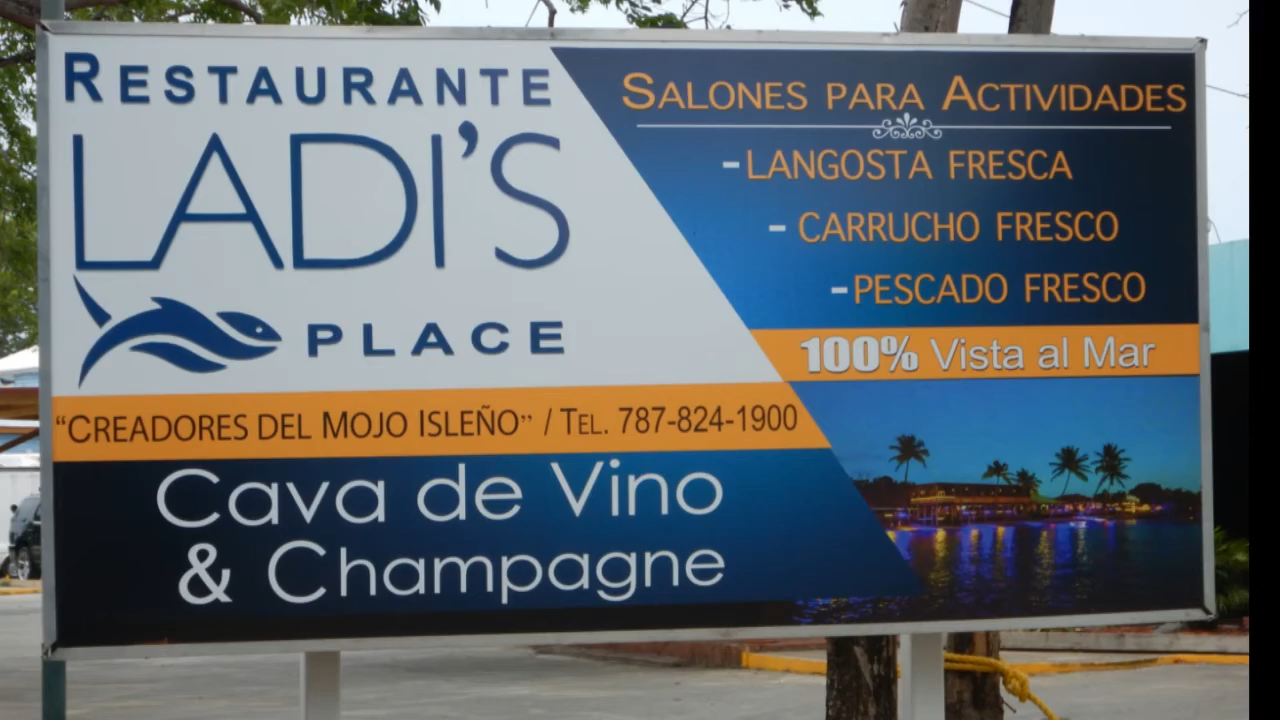 RESTAURANTE
LADI'S
PLACE
"CREADORES DEL MOJO ISLEÑO" / TEL. 787-824-1900
Cava de Vino
& Champagne
SALONES PARA ACTIVIDADES
-LANGOSTA FRESCA
- CARRUCHO FRESCO
-PESCADO FRESCO
100% Vista al Mar